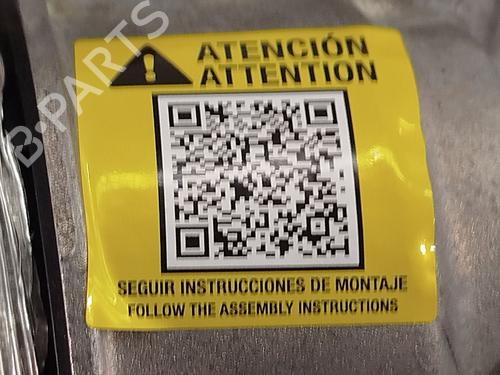 B-PARTS
ATENCIÓN
ATTENTION
SEGUIR INSTRUCCIONES DE MONTAJE
FOLLOW THE ASSEMBLY INSTRUCTIONS